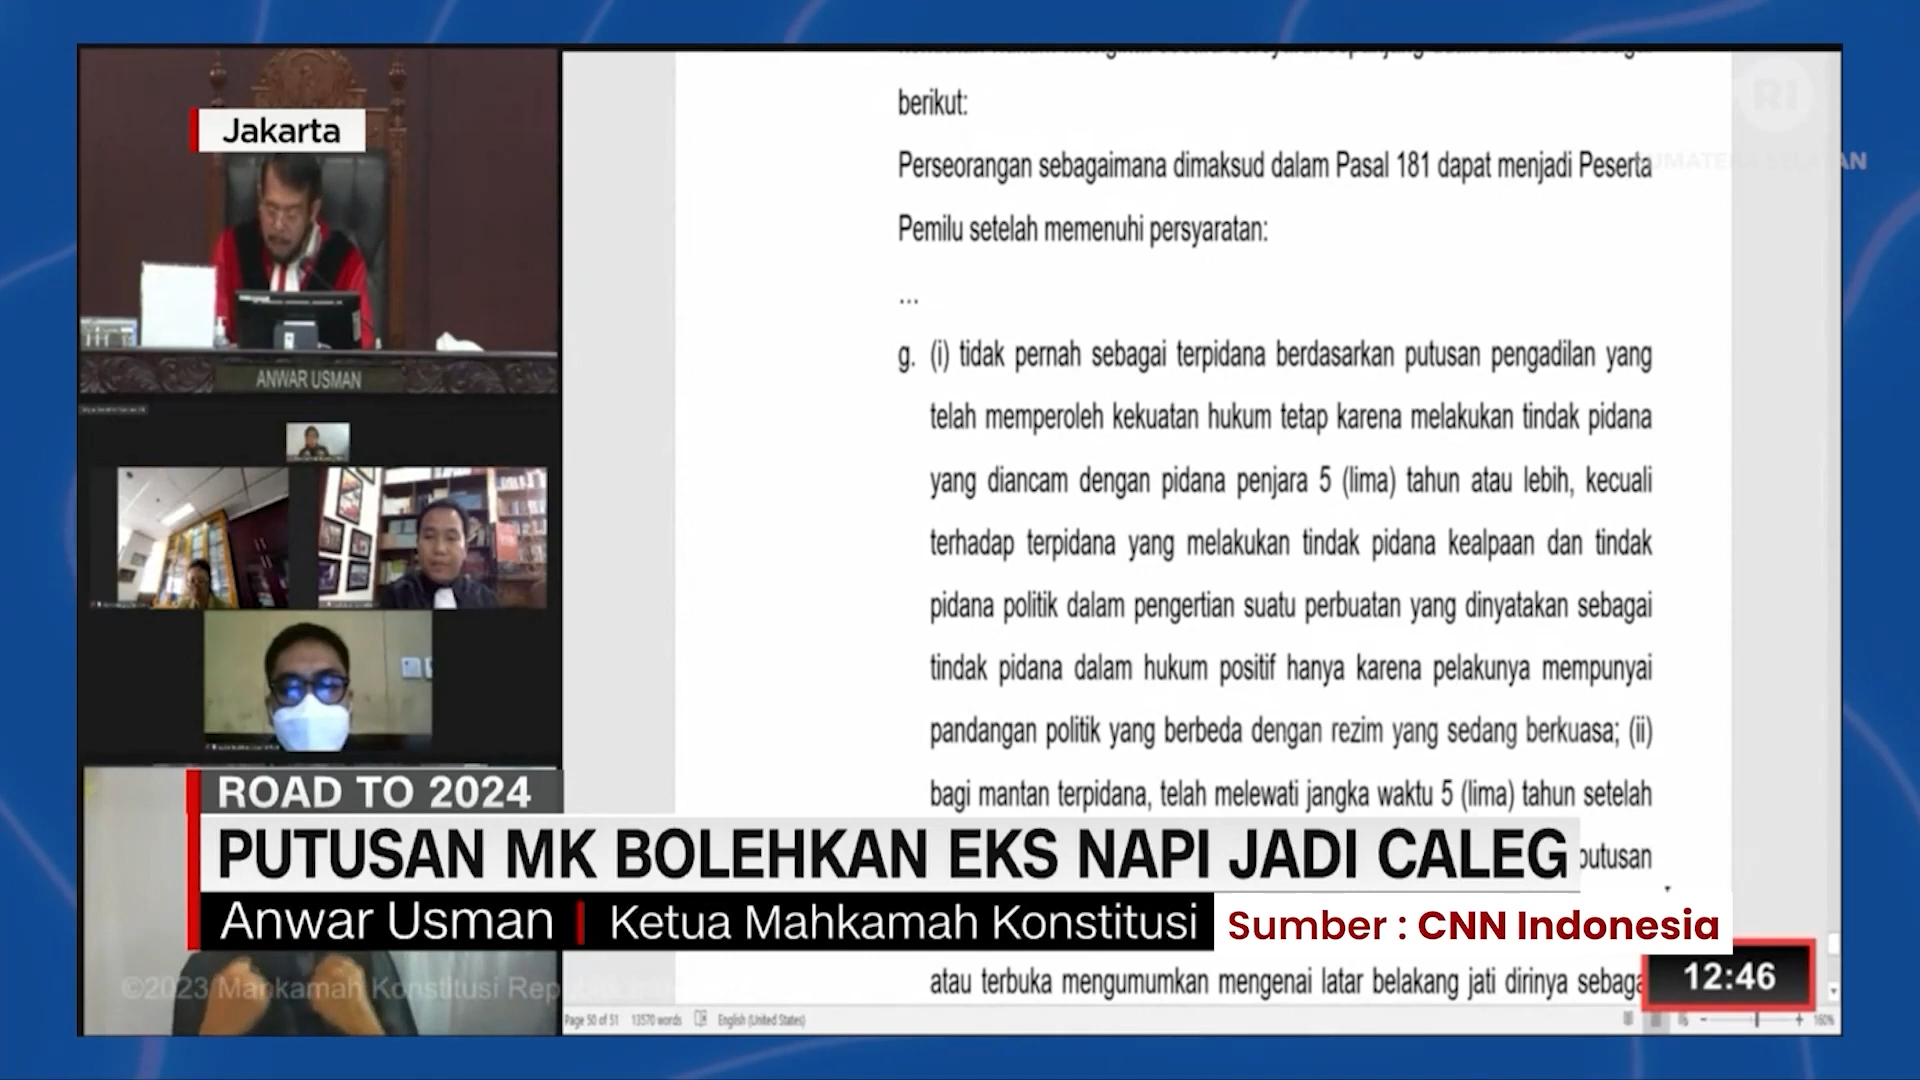 Jakarta
ANWAR USMAN
berikut:
Perseorangan sebagaimana dimaksud dalam Pasal 181 dapat menjadi Peserta
Pemilu setelah memenuhi persyaratan:
...
g. (i) tidak pernah sebagai terpidana berdasarkan putusan pengadilan yang
telah memperoleh kekuatan hukum tetap karena melakukan tindak pidana
yang diancam dengan pidana penjara 5 (lima) tahun atau lebih, kecuali
terhadap terpidana yang melakukan tindak pidana kealpaan dan tindak
pidana politik dalam pengertian suatu perbuatan yang dinyatakan sebagai
tindak pidana dalam hukum positif hanya karena pelakunya mempunyai
pandangan politik yang berbeda dengan rezim yang sedang berkuasa; (ii)
bagi mantan terpidana, telah melewati jangka waktu 5 (lima) tahun setelah
putusan
atau terbuka mengumumkan mengenai latar belakang jati dirinya
RI
SUMATERA SELATAN
ROAD TO 2024
PUTUSAN MK BOLEHKAN EKS NAPI JADI CALEG
Anwar Usman | Ketua Mahkamah Konstitusi
Sumber : CNN Indonesia
12:46
©2023 Mahkamah Konstitusi
Page 50 of 51 13570 words English (United States)
160%